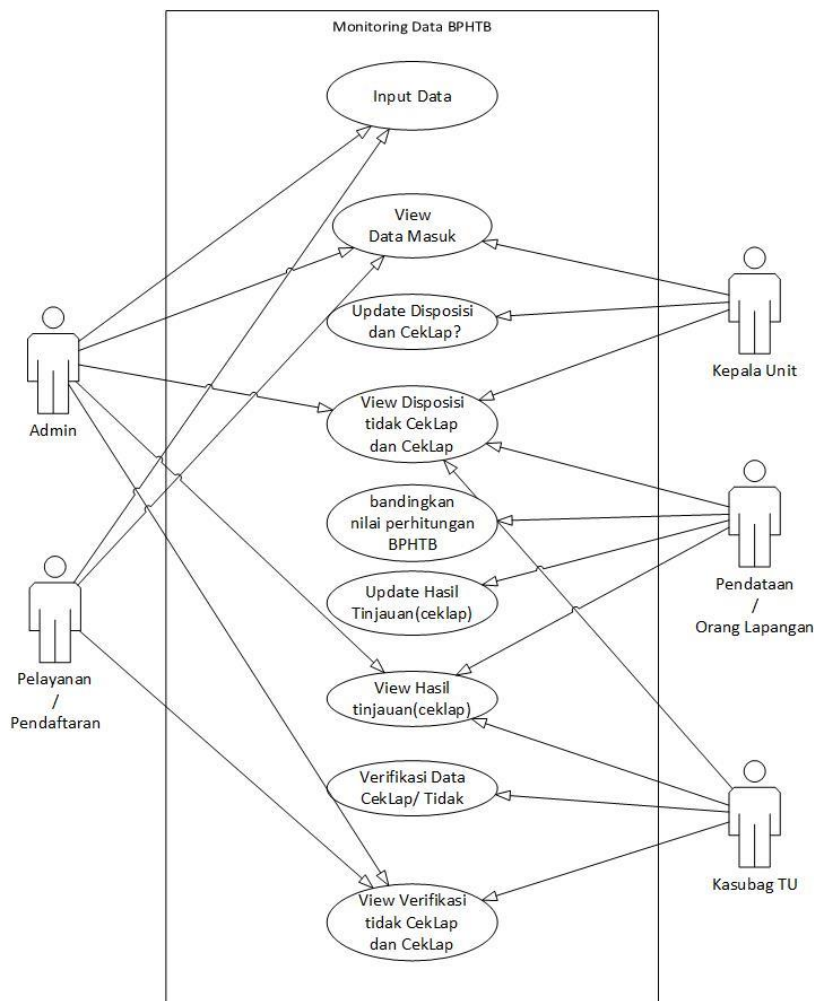 Monitoring Data BPHTB
Input Data
View
Data Masuk
Update Disposisi
dan CekLap?
View Disposisi
tidak CekLap
dan CekLap
bandingkan
nilai perhitungan
BPHTB
Update Hasil
Tinjauan(ceklap)
View Hasil
tinjauan(ceklap)
Verifikasi Data
CekLap/ Tidak
View Verifikasi
tidak CekLap
dan CekLap
Admin
Pelayanan
/
Pendaftaran
Kepala Unit
Pendataan
/
Orang Lapangan
Kasubag TU